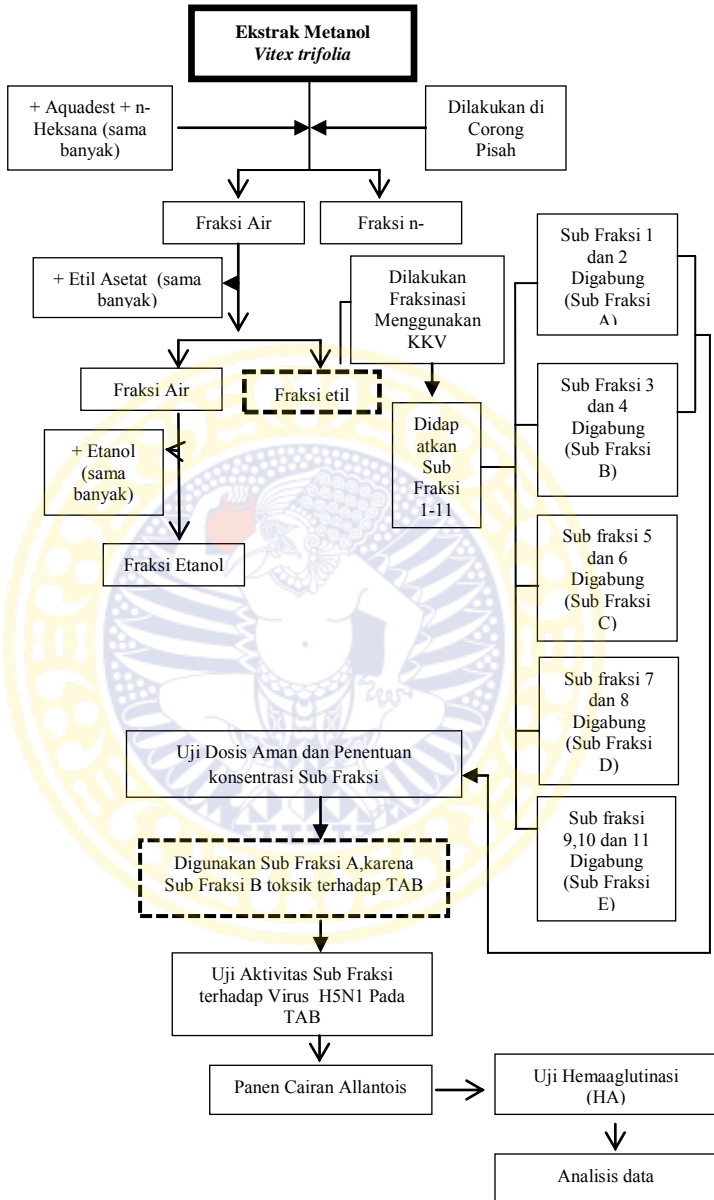 Ekstrak Metanol
Vitex trifolia
+ Aquadest + n-
Heksana (sama
banyak)
Dilakukan di
Corong
Pisah
Fraksi Air
Fraksi n-
+ Etil Asetat (sama
banyak)
Fraksi Air
Fraksi etil
+ Etanol
(sama
banyak)
Fraksi Etanol
Dilakukan
Fraksinasi
Menggunakan
KKV
Didap
atkan
Sub
Fraksi
1-11
Sub Fraksi 1
dan 2
Digabung
(Sub Fraksi
A)
Sub Fraksi 3
dan 4
Digabung
(Sub Fraksi
B)
Sub fraksi 5
dan 6
Digabung
(Sub Fraksi
C)
Sub fraksi 7
dan 8
Digabung
(Sub Fraksi
D)
Sub fraksi
9,10 dan 11
Digabung
(Sub Fraksi
E)
Uji Dosis Aman dan Penentuan
konsentrasi Sub Fraksi
Digunakan Sub Fraksi A,karena
Sub Fraksi B toksik terhadap TAB
Uji Aktivitas Sub Fraksi
terhadap Virus H5N1 Pada
TAB
Panen Cairan Allantois
Uji Hemaaglutinasi
(HA)
Analisis data